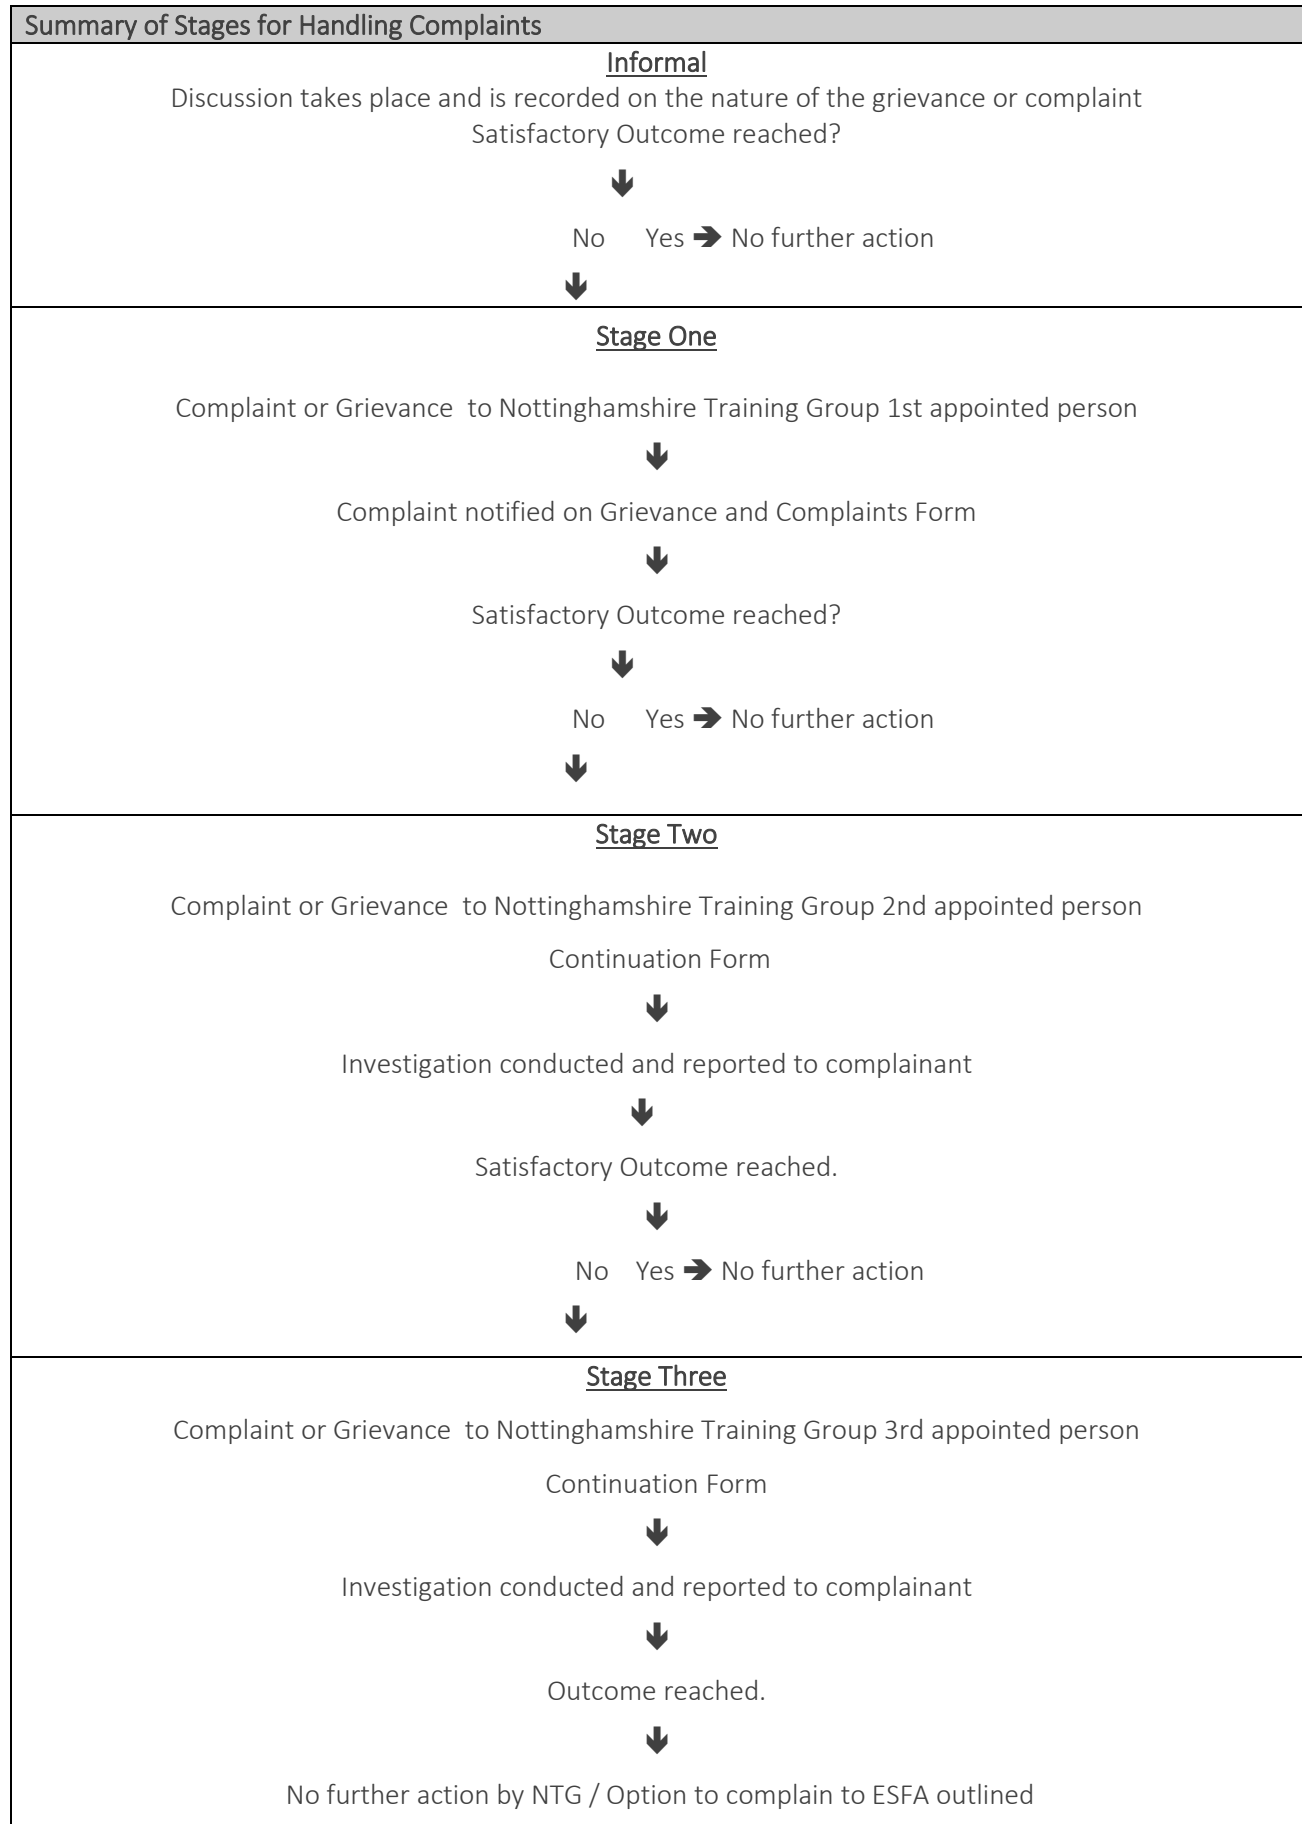 Summary of Stages for Handling Complaints
Informal
Discussion takes place and is recorded on the nature of the grievance or complaint
Satisfactory Outcome reached?
No Yes ➔ No further action
Stage One
Complaint or Grievance  to Nottinghamshire Training Group 1st appointed person
Complaint notified on Grievance and Complaints Form
Satisfactory Outcome reached?
No Yes ➔ No further action
Stage Two
Complaint or Grievance  to Nottinghamshire Training Group 2nd appointed person
Continuation Form
Investigation conducted and reported to complainant
Satisfactory Outcome reached.
No Yes ➔ No further action
Stage Three
Complaint or Grievance  to Nottinghamshire Training Group 3rd appointed person
Continuation Form
Investigation conducted and reported to complainant
Outcome reached.
No further action by NTG / Option to complain to ESFA outlined